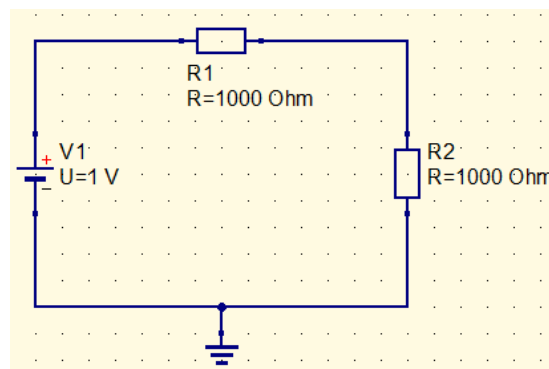 R1
R=1000 Ohm
+
V1
U=1 V
–
R2
R=1000 Ohm